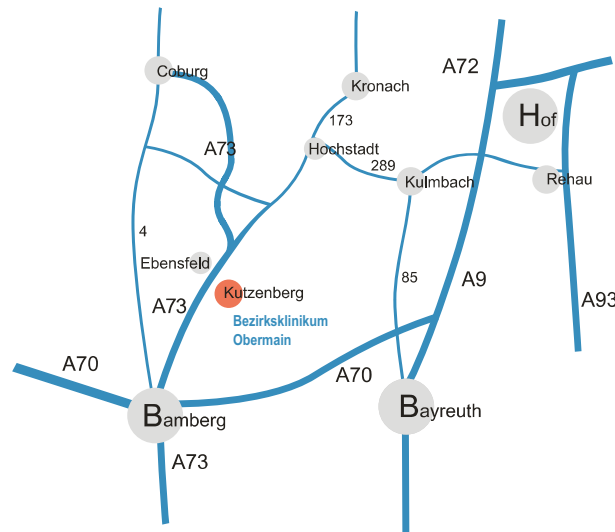 A72
Coburg
Kronach
Hof
173
A73
Hochstadt
289
Kulmbach
Rehau
4
Ebensfeld
85
A9
Kutzenberg
A93
A73
Bezirksklinikum
Obermain
A70
A70
Bamberg
Bayreuth
A73